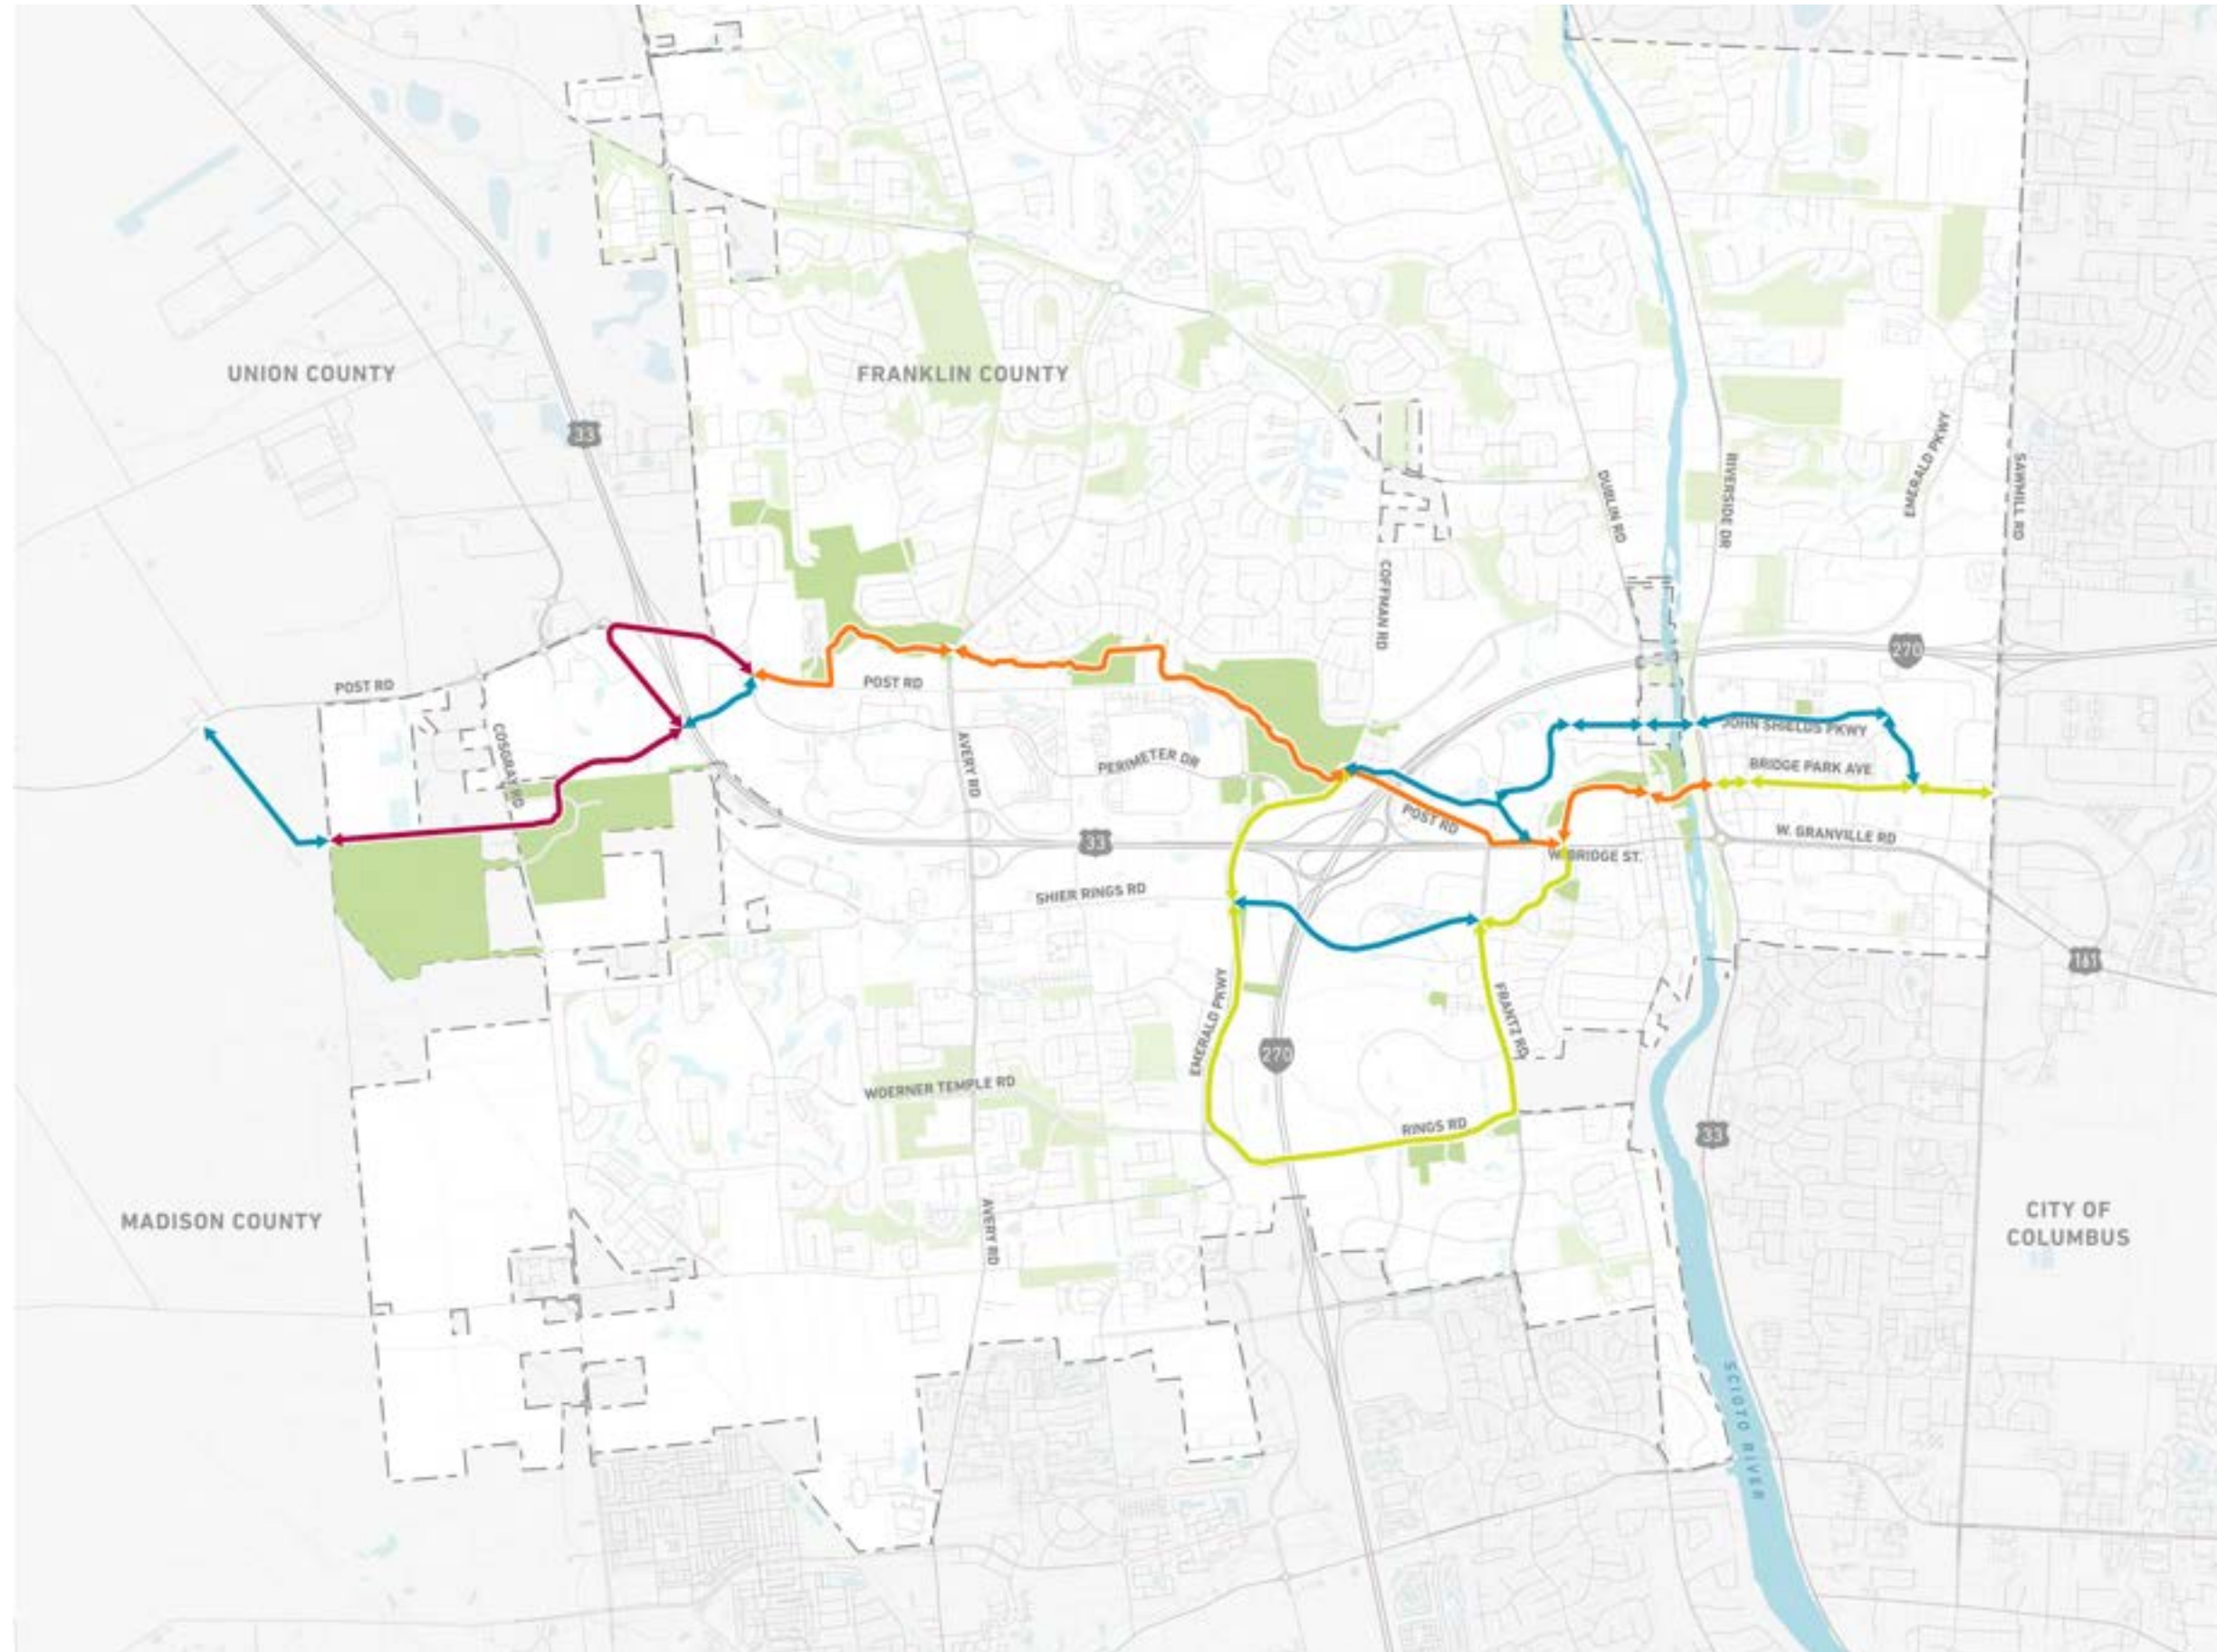 UNION COUNTY
FRANKLIN COUNTY
33
DUBLIN RD
RIVERSIDE DR
EMERALD PKWY
SAWMILL RD
COFFMAN RD
270
POST RD
POST RD
COSGRAY RD
AVERY RD
PERIMETER DR
JOHN SHIELDS PKWY
BRIDGE PARK AVE
POST RD
33
W. BRIDGE ST.
W. GRANVILLE RD
SHIER RINGS RD
161
EMERALD PKWY
FRANTZ RD
270
WOERNER TEMPLE RD
RINGS RD
33
MADISON COUNTY
AVERY RD
CITY OF
COLUMBUS
SCIOTO RIVER